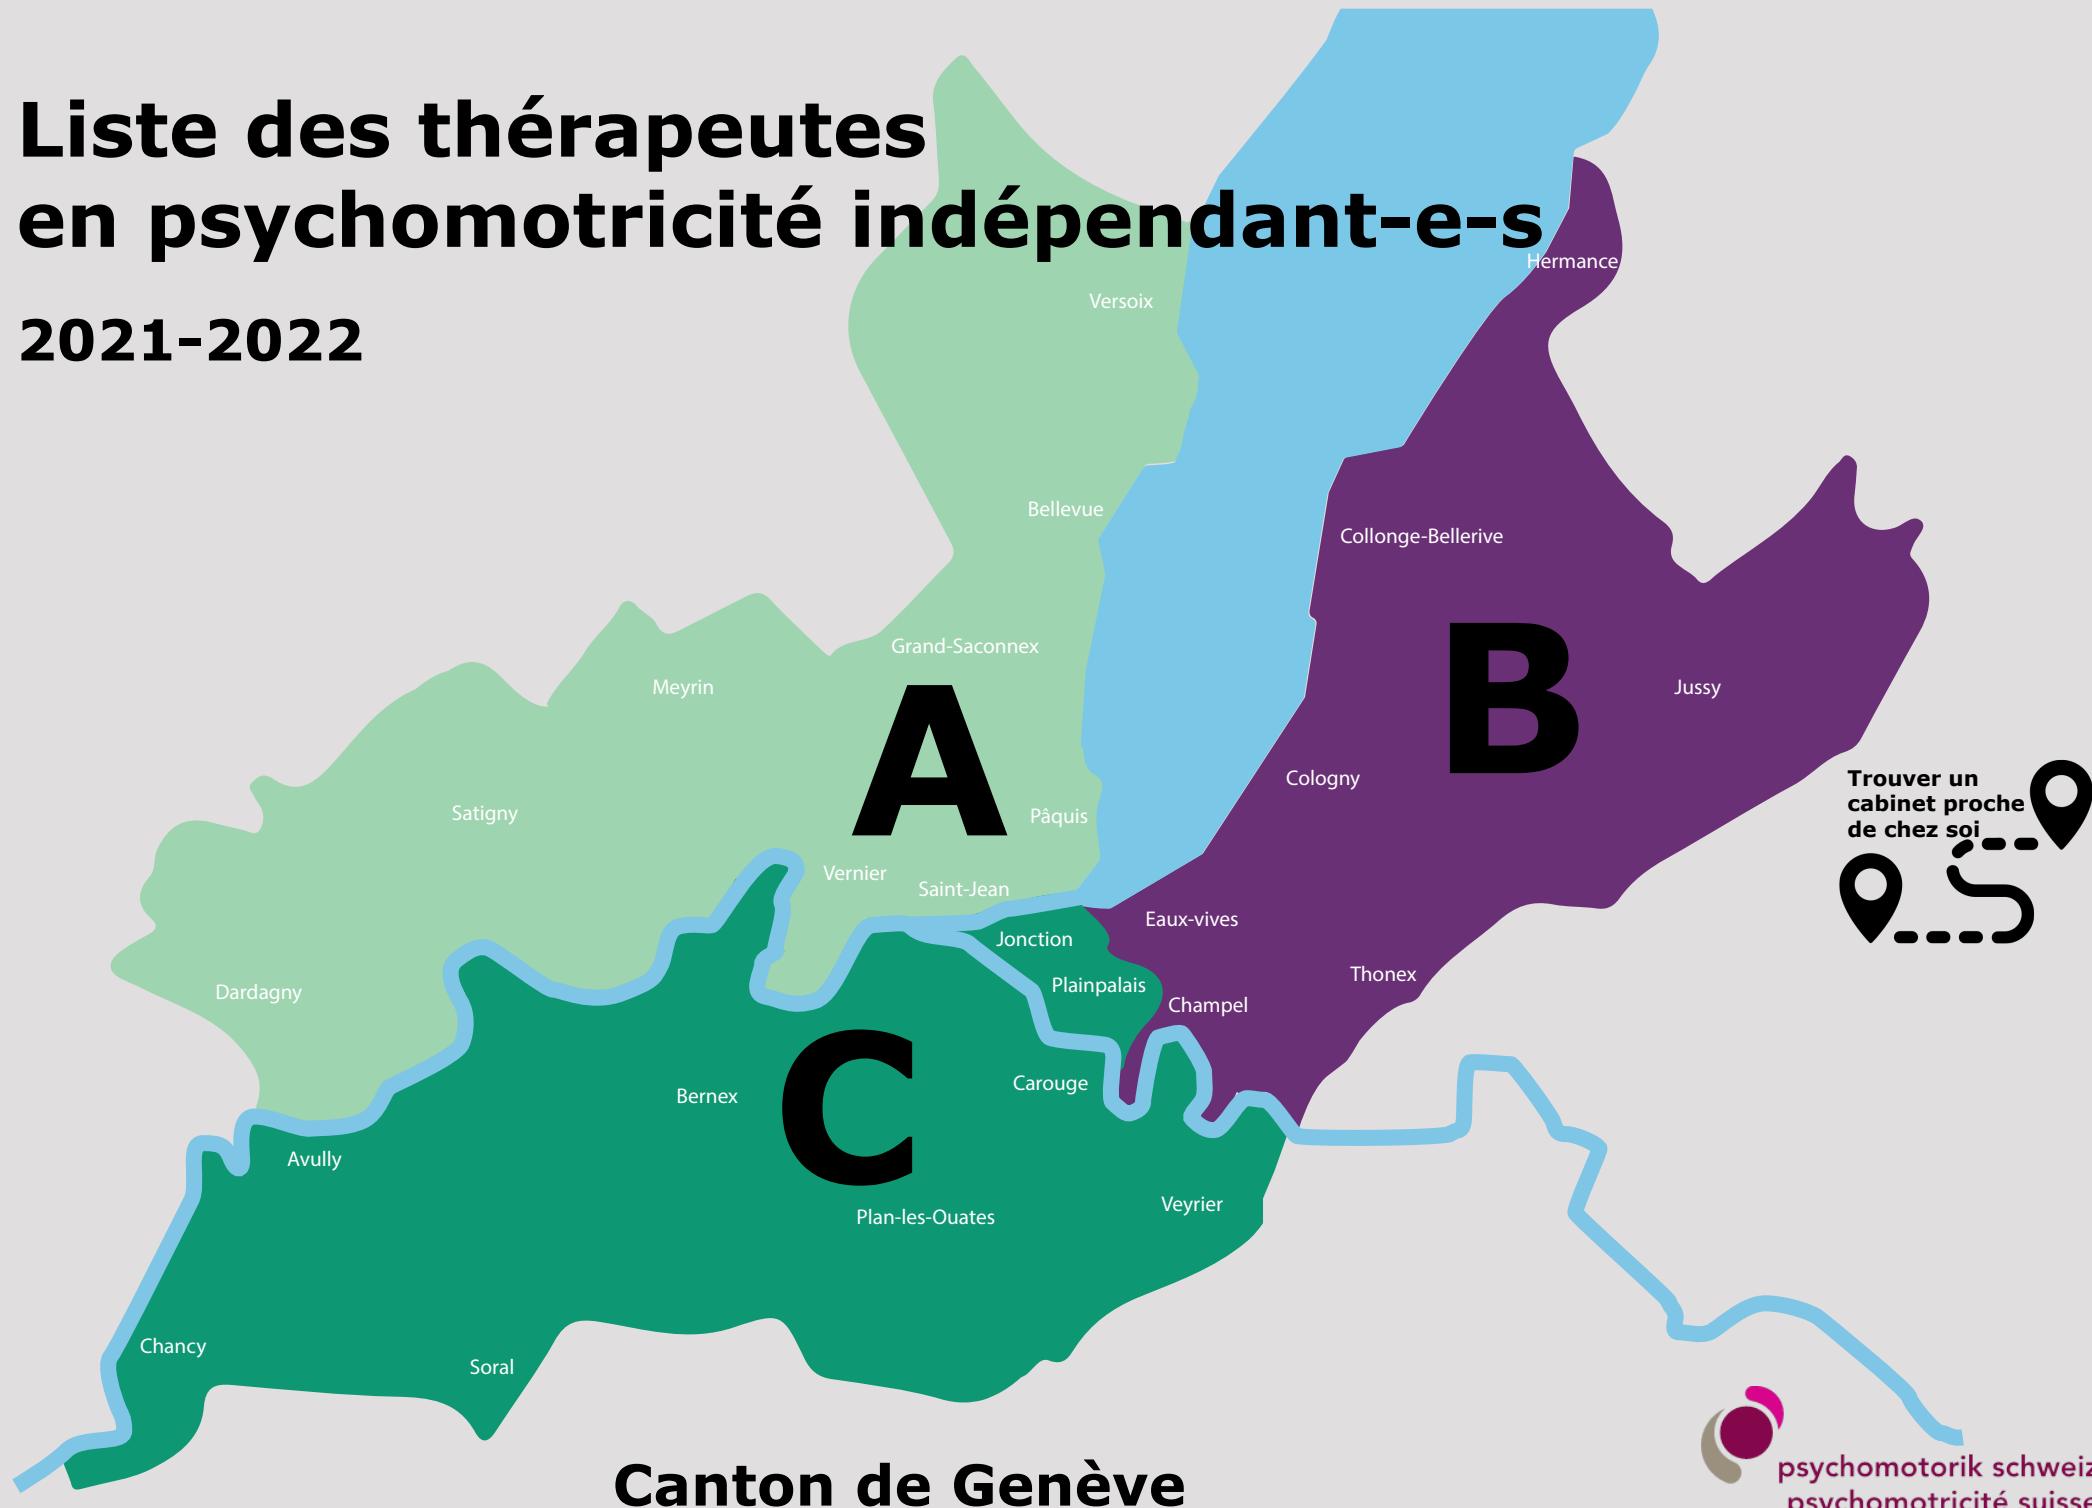 Liste des thérapeutes
en psychomotricité indépendant-e-s
2021-2022
Hermance
Versoix
Bellevue
Collonge-Bellerive
Grand-Saconnex
Meyrin
A
B
Jussy
Cologny
Trouver un
cabinet proche
de chez soi
Satigny
Pâquis
Vernier
Saint-Jean
Eaux-vives
Jonction
Thonex
Plainpalais
Dardagny
Champel
C
Carouge
Bernex
Avully
Veyrier
Plan-les-Ouates
Chancy
Soral
Canton de Genève
psychomotorik schweiz
psychomotricité suisse